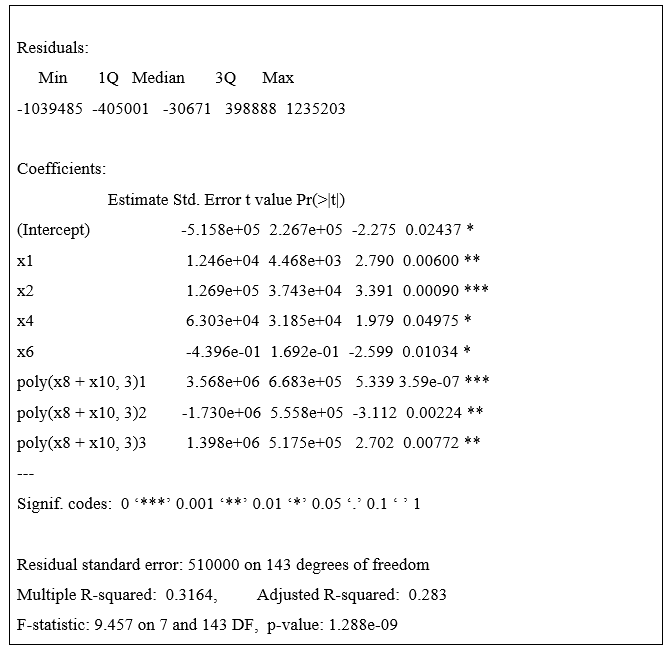 Residuals:
Min 1Q Median 3Q Max
-1039485 -405001 -30671 398888 1235203
Coefficients:
Estimate Std. Error t value Pr(>|t|)
(Intercept) -5.158e+05 2.267e+05 -2.275 0.02437 *
x1 1.246e+04 4.468e+03 2.790 0.00600 **
x2 1.269e+05 3.743e+04 3.391 0.00090 ***
x4 6.303e+04 3.185e+04 1.979 0.04975 *
x6 -4.396e-01 1.692e-01 -2.599 0.01034 *
poly(x8 + x10, 3)1 3.568e+06 6.683e+05 5.339 3.59e-07 ***
poly(x8 + x10, 3)2 -1.730e+06 5.558e+05 -3.112 0.00224 **
poly(x8 + x10, 3)3 1.398e+06 5.175e+05 2.702 0.00772 **
---
Signif. codes: 0 ‘***’ 0.001 ‘**’ 0.01 ‘*’ 0.05 ‘.’ 0.1 ‘ ’ 1
Residual standard error: 510000 on 143 degrees of freedom
Multiple R-squared: 0.3164, Adjusted R-squared: 0.283
F-statistic: 9.457 on 7 and 143 DF, p-value: 1.288e-09